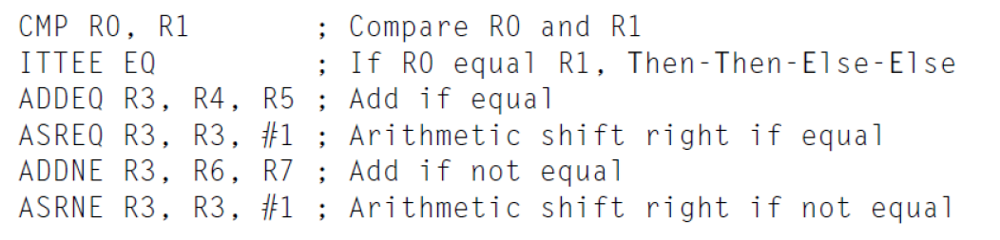 CMP R0, R1 ; Compare R0 and R1
ITTEE EQ ; If R0 equal R1, Then-Then-Else-Else
ADDEQ R3, R4, R5 ; Add if equal
ASREQ R3, R3, #1 ; Arithmetic shift right if equal
ADDNE R3, R6, R7 ; Add if not equal
ASRNE R3, R3, #1 ; Arithmetic shift right if not equal